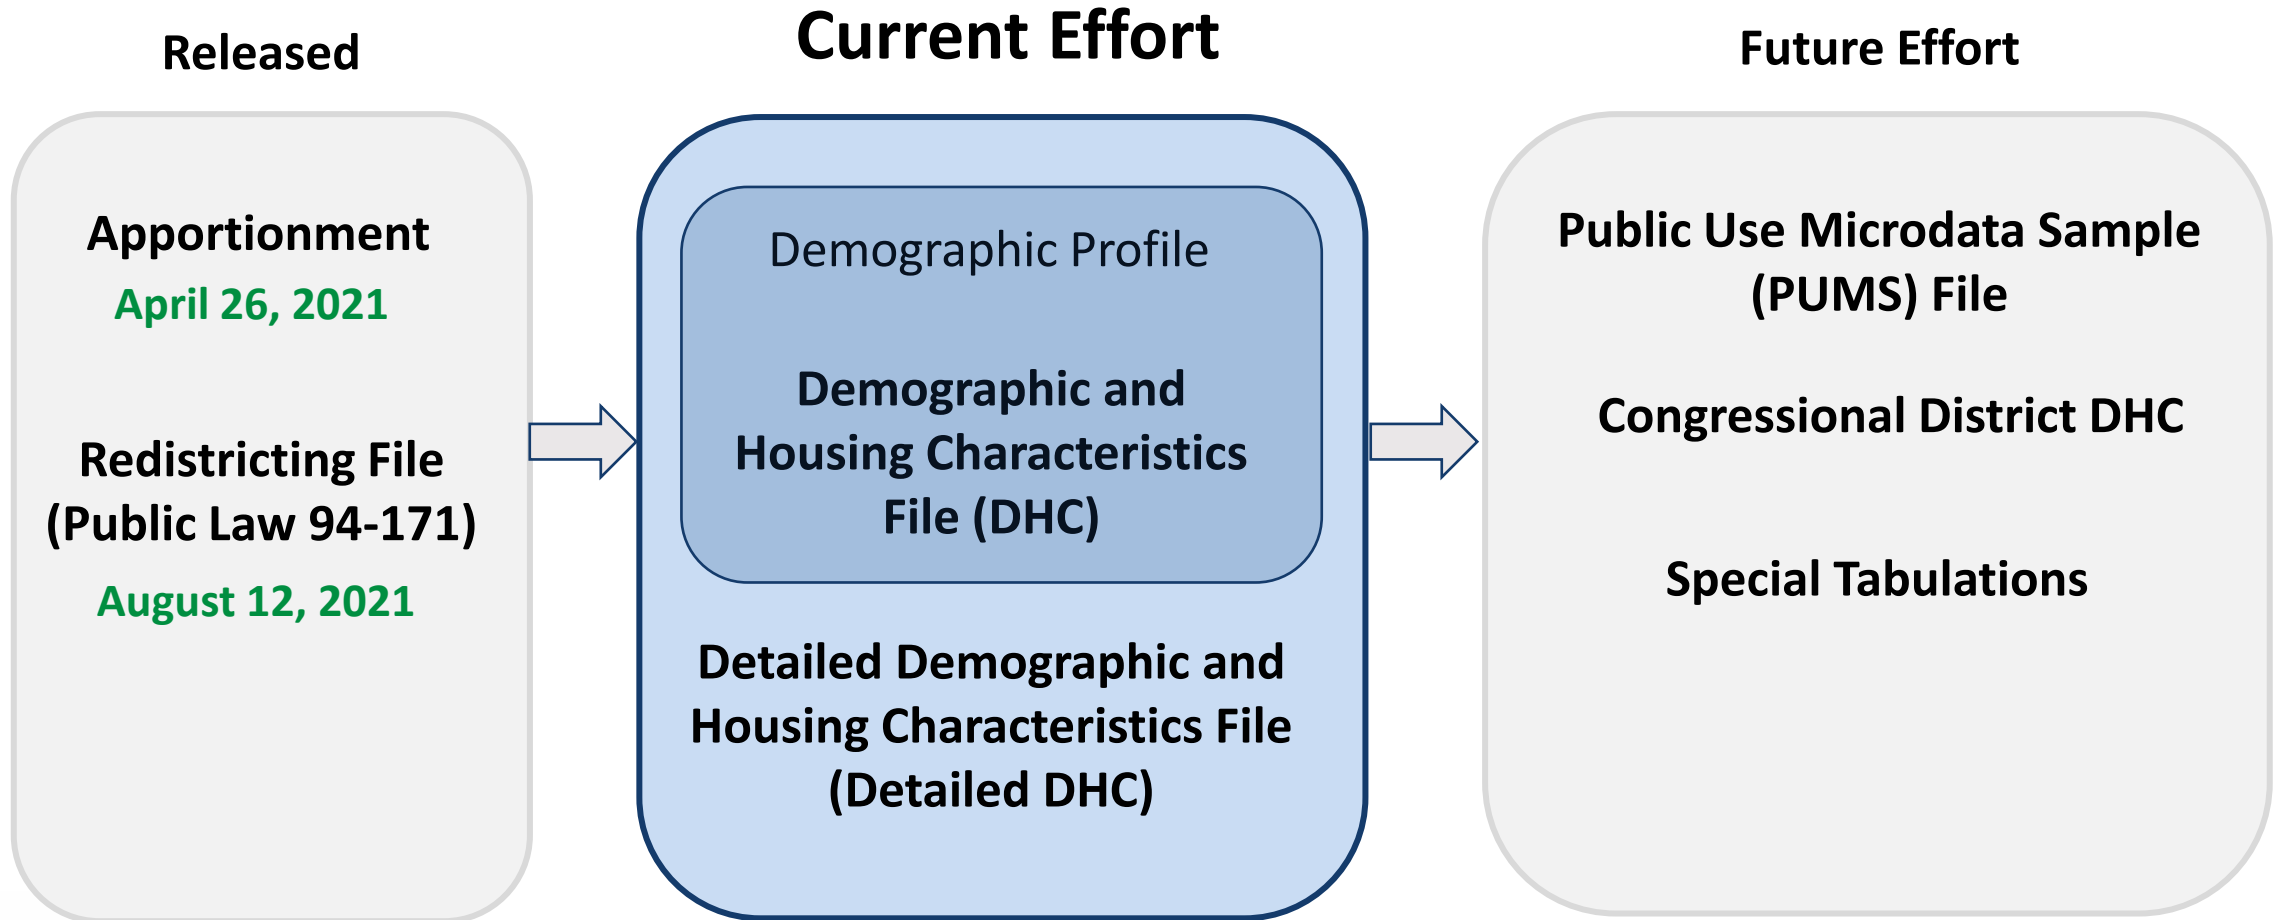 Released
Apportionment
April 26, 2021
Redistricting File
(Public Law 94-171)
August 12, 2021
Current Effort
Demographic Profile
Demographic and
Housing Characteristics
File (DHC)
Detailed Demographic and
Housing Characteristics File
(Detailed DHC)
Future Effort
Public Use Microdata Sample
(PUMS) File
Congressional District DHC
Special Tabulations